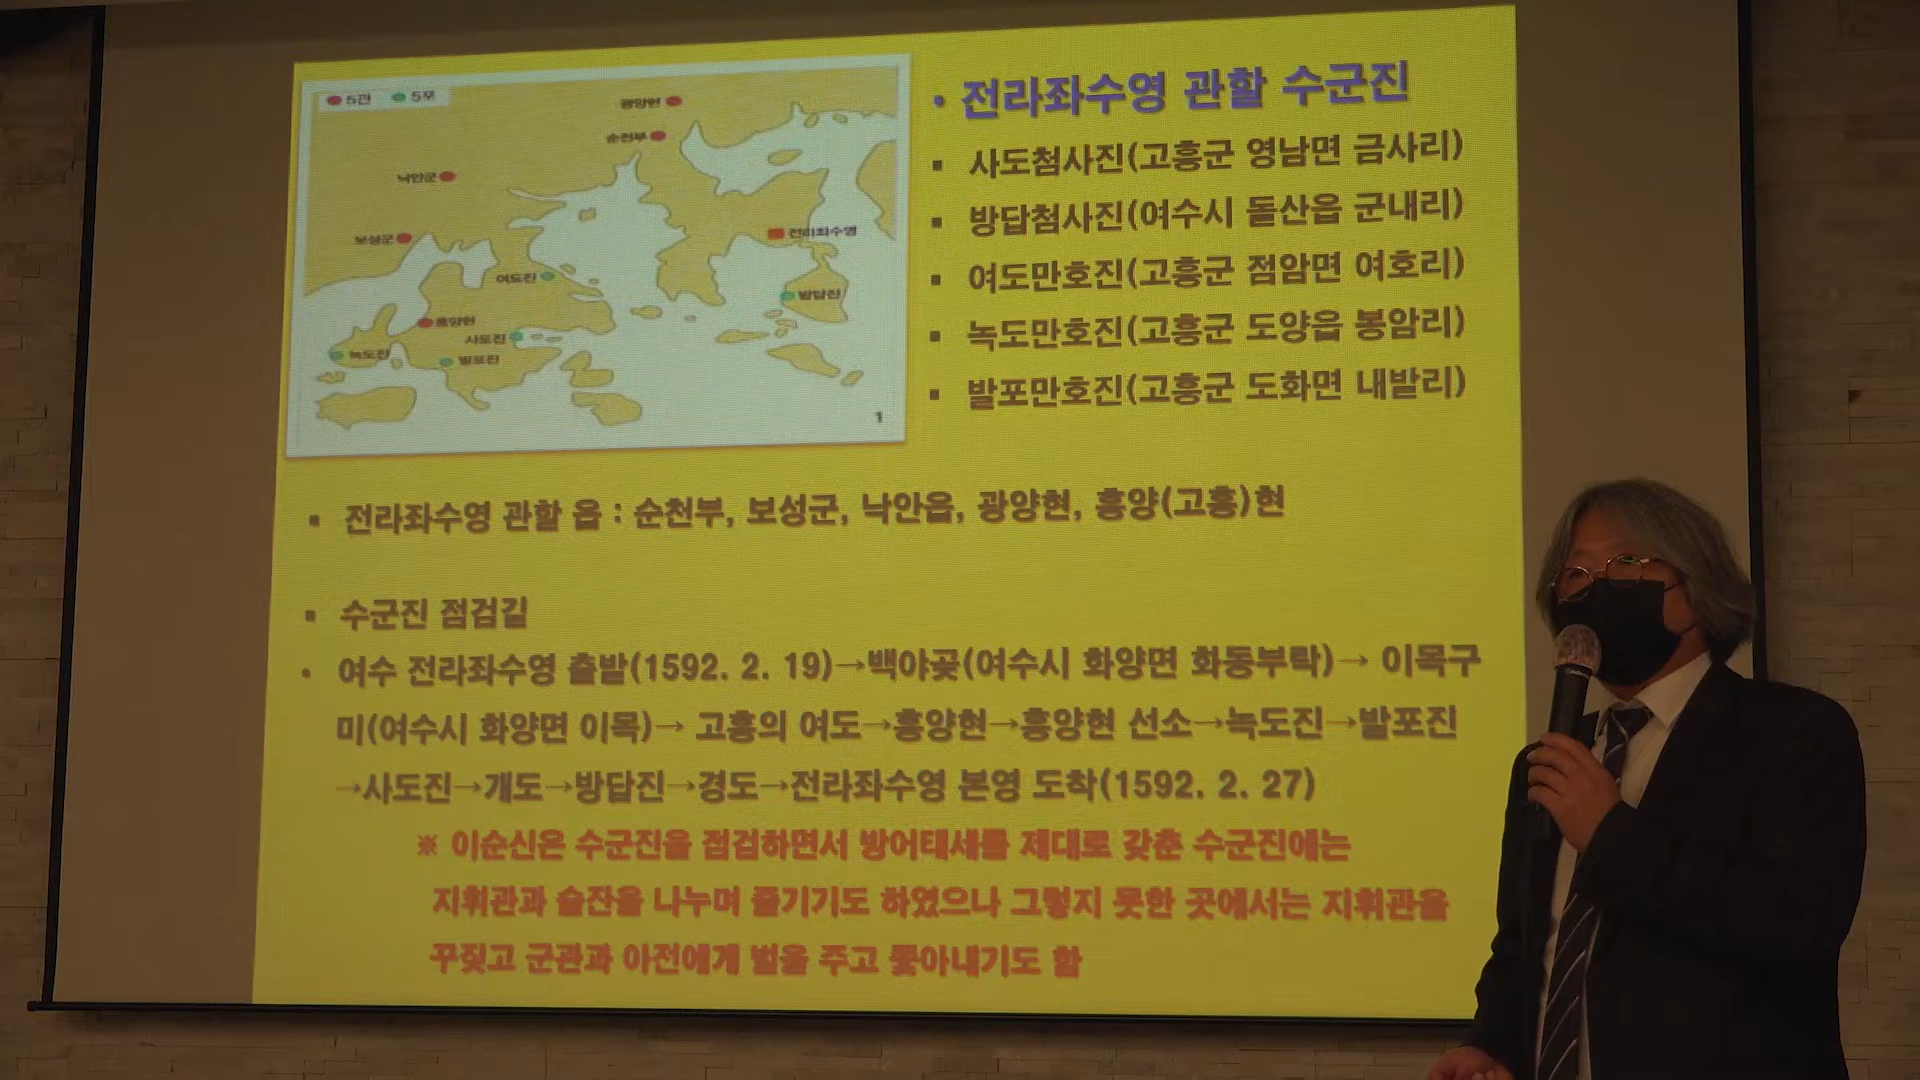 5관 5포
광양현
순천부
낙안군
보성군
전라좌수영
여도진
방답진
흥양현
사도진
녹도진
발포진
1
• 전라좌수영 관할 수군진
▪ 사도첨사진(고흥군 영남면 금사리)
▪ 방답첨사진(여수시 돌산읍 군내리)
▪ 여도만호진(고흥군 점암면 여호리)
▪ 녹도만호진(고흥군 도양읍 봉암리)
▪ 발포만호진(고흥군 도화면 내발리)
▪ 전라좌수영 관할 읍 : 순천부, 보성군, 낙안읍, 광양현, 흥양(고흥)현
▪ 수군진 점검길
• 여수 전라좌수영 출발(1592. 2. 19)→백야곶(여수시 화양면 화동부락)→ 이목구
미(여수시 화양면 이목)→ 고흥의 여도→흥양현→흥양현 선소→녹도진→발포진
→사도진→개도→방답진→경도→전라좌수영 본영 도착(1592. 2. 27)
※ 이순신은 수군진을 점검하면서 방어태세를 제대로 갖춘 수군진에는
지휘관과 술잔을 나누며 즐기기도 하였으나 그렇지 못한 곳에서는 지휘관을
꾸짖고 군관과 아전에게 벌을 주고 쫓아내기도 함